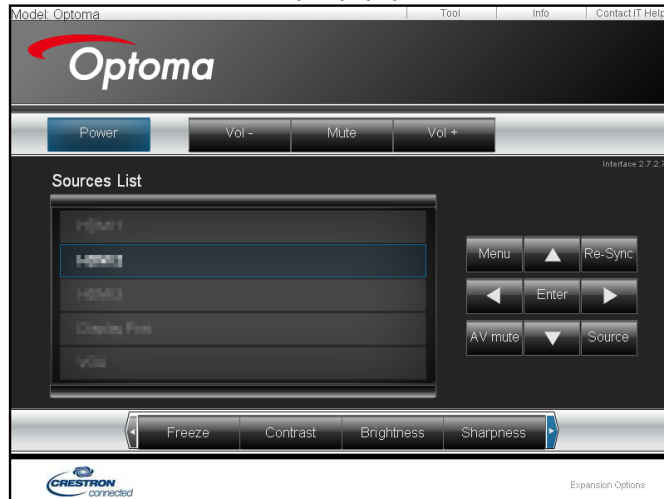 Model: Optoma
Tool Info Contact IT Help
Optoma
Power Vol - Mute Vol +
Interface 2.7.2.7
Sources List
Menu Re-Sync
Enter
AV mute Source
Freeze Contrast Brightness Sharpness
CRESTRON
connected
Expansion Options